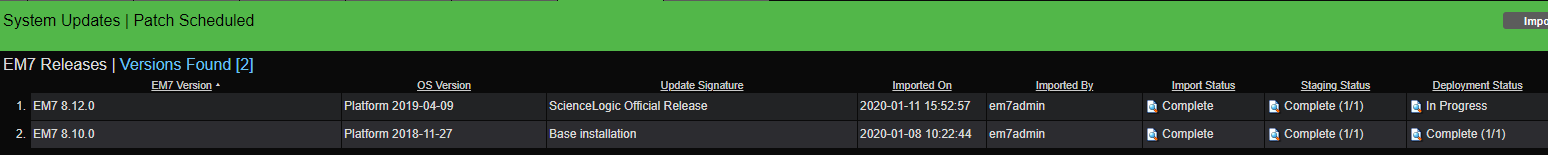 System Updates | Patch Scheduled
Impo
EM7 Releases | Versions Found [2]
EM7 Version OS Version Update Signature Imported On Imported By Import Status Staging Status Deployment Status
1. EM7 8.12.0 Platform 2019-04-09 ScienceLogic Official Release 2020-01-11 15:52:57 em7admin Complete Complete (1/1) In Progress
2. EM7 8.10.0 Platform 2018-11-27 Base installation 2020-01-08 10:22:44 em7admin Complete Complete (1/1) Complete (1/1)